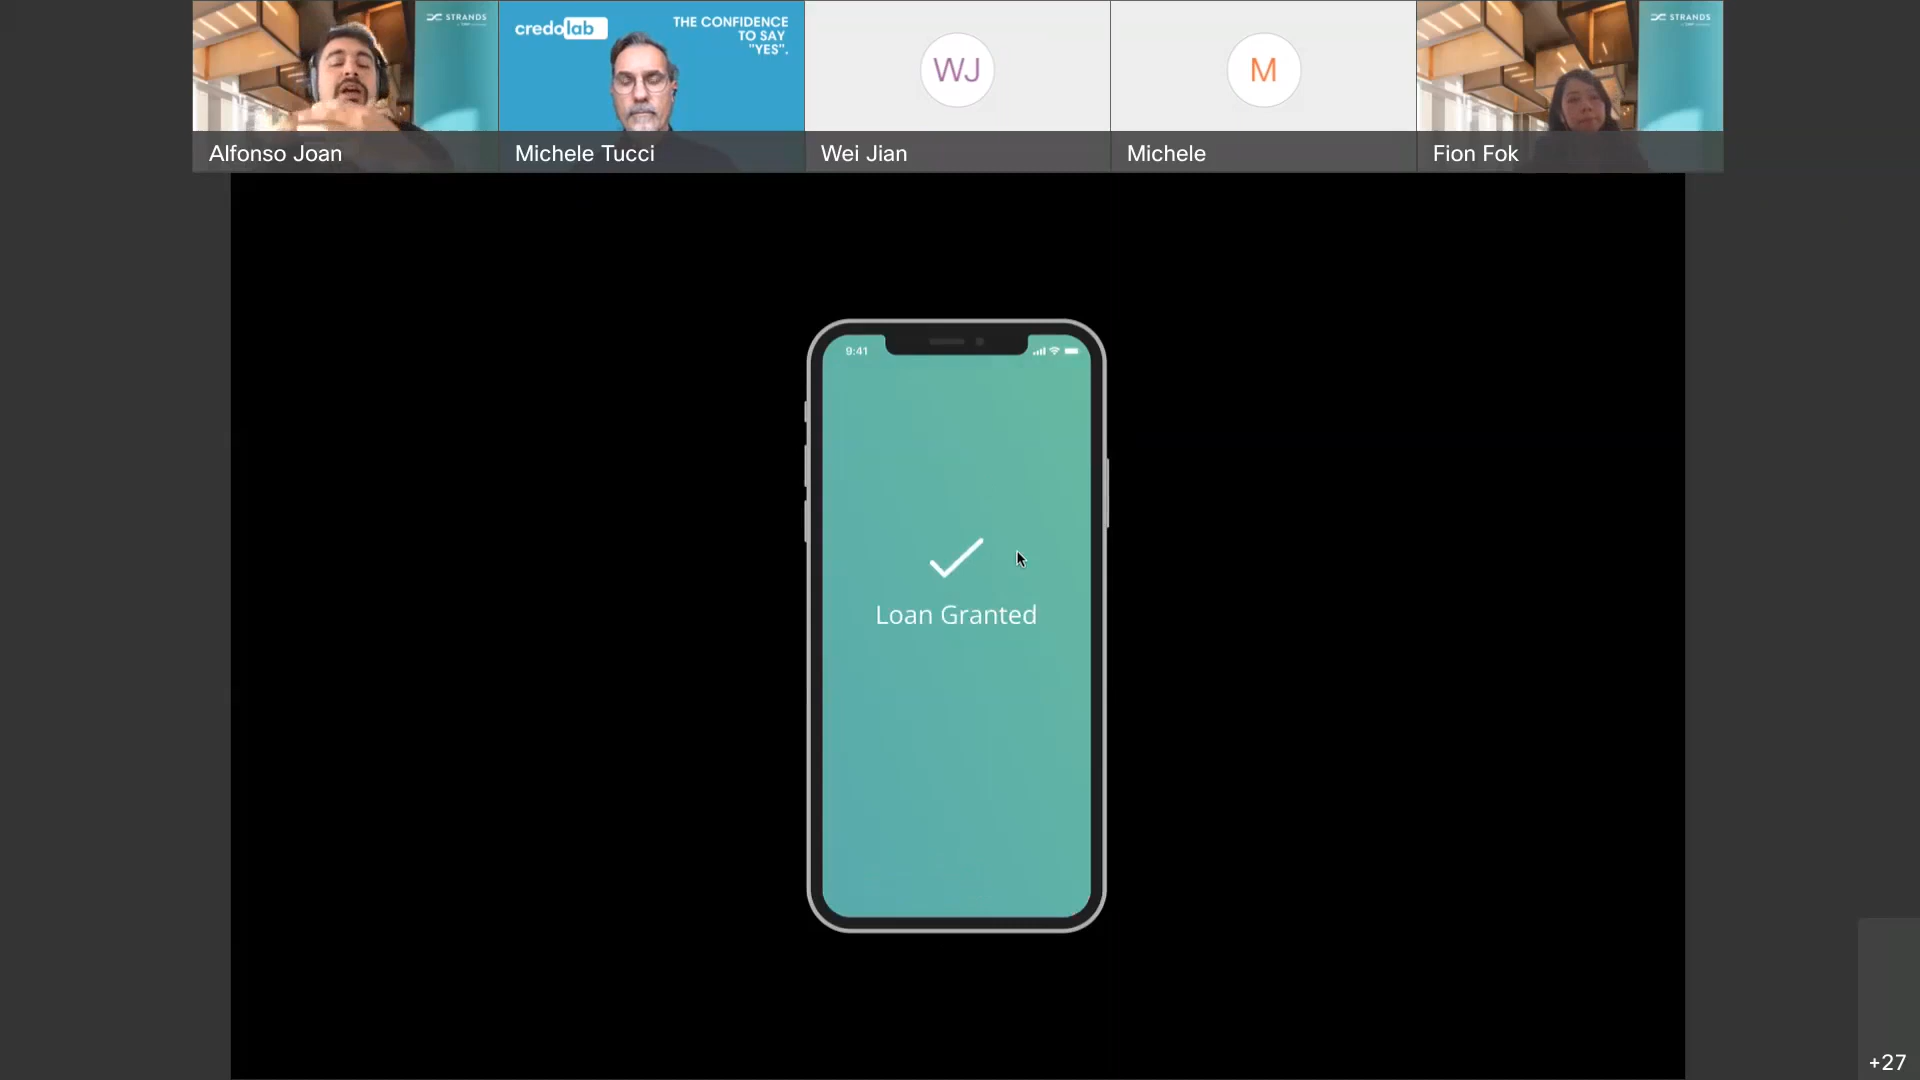 STRANDS
credolab
THE CONFIDENCE
TO SAY
"YES".
WJ
M
STRANDS
Alfonso Joan
Michele Tucci
Wei Jian
Michele
Fion Fok
9:41
Loan Granted
+27